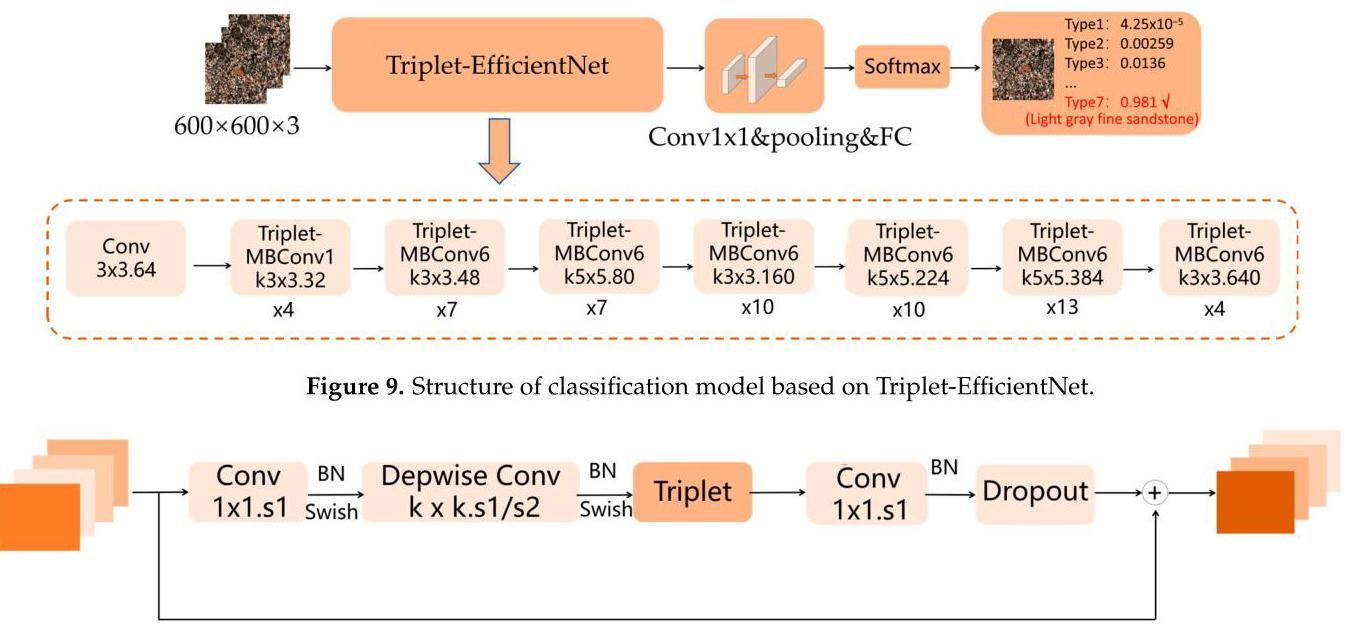 Triplet-EfficientNet
600×600×3
Conv1x1&pooling&FC
Softmax
Type1: 4.25x10⁻⁵
Type2: 0.00259
Type3: 0.0136
...
Type7: 0.981 √
(Light gray fine sandstone)
Conv
3x3.64
Triplet-
MBConv1
k3x3.32
x4
Triplet-
MBConv6
k3x3.48
x7
Triplet-
MBConv6
k5x5.80
x7
Triplet-
MBConv6
k3x3.160
x10
Triplet-
MBConv6
k5x5.224
x10
Triplet-
MBConv6
k5x5.384
x13
Triplet-
MBConv6
k3x3.640
x4
Figure 9. Structure of classification model based on Triplet-EfficientNet.
Conv
1x1.s1
BN
Swish
Depwise Conv
k x k.s1/s2
BN
Swish
Triplet
Conv
1x1.s1
BN
Dropout
+